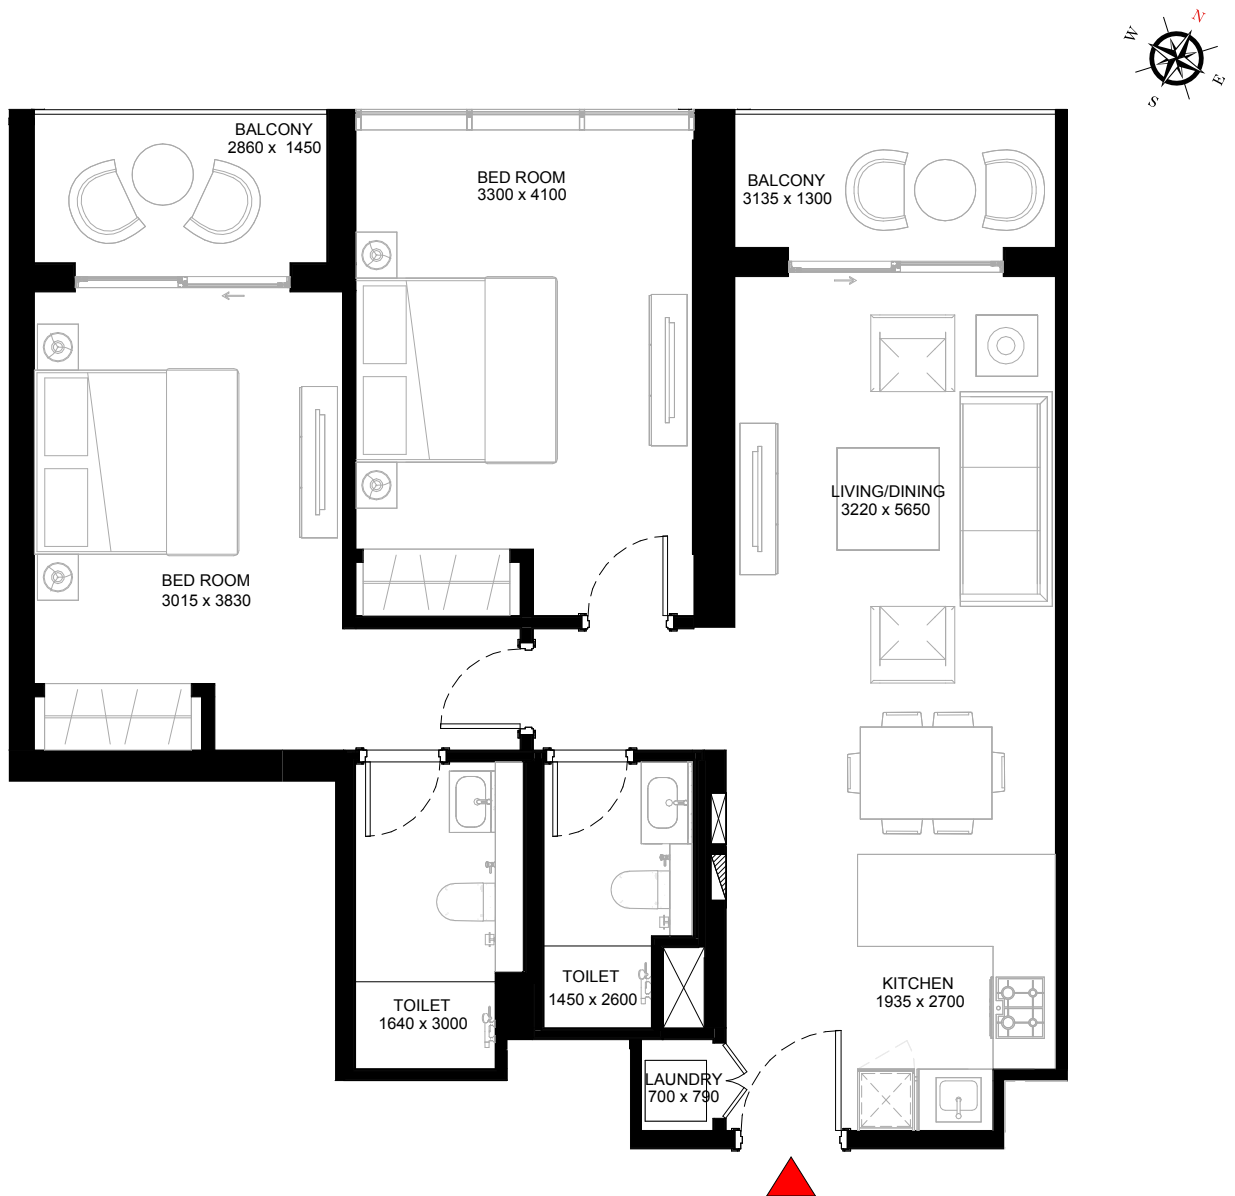 N
W
E
S
BALCONY
2860 x  1450
BED ROOM
3300 x 4100
BALCONY
3135 x 1300
LIVING/DINING
3220 x 5650
BED ROOM
3015 x 3830
TOILET
1450 x 2600
KITCHEN
1935 x 2700
TOILET
1640 x 3000
LAUNDRY
700 x 790